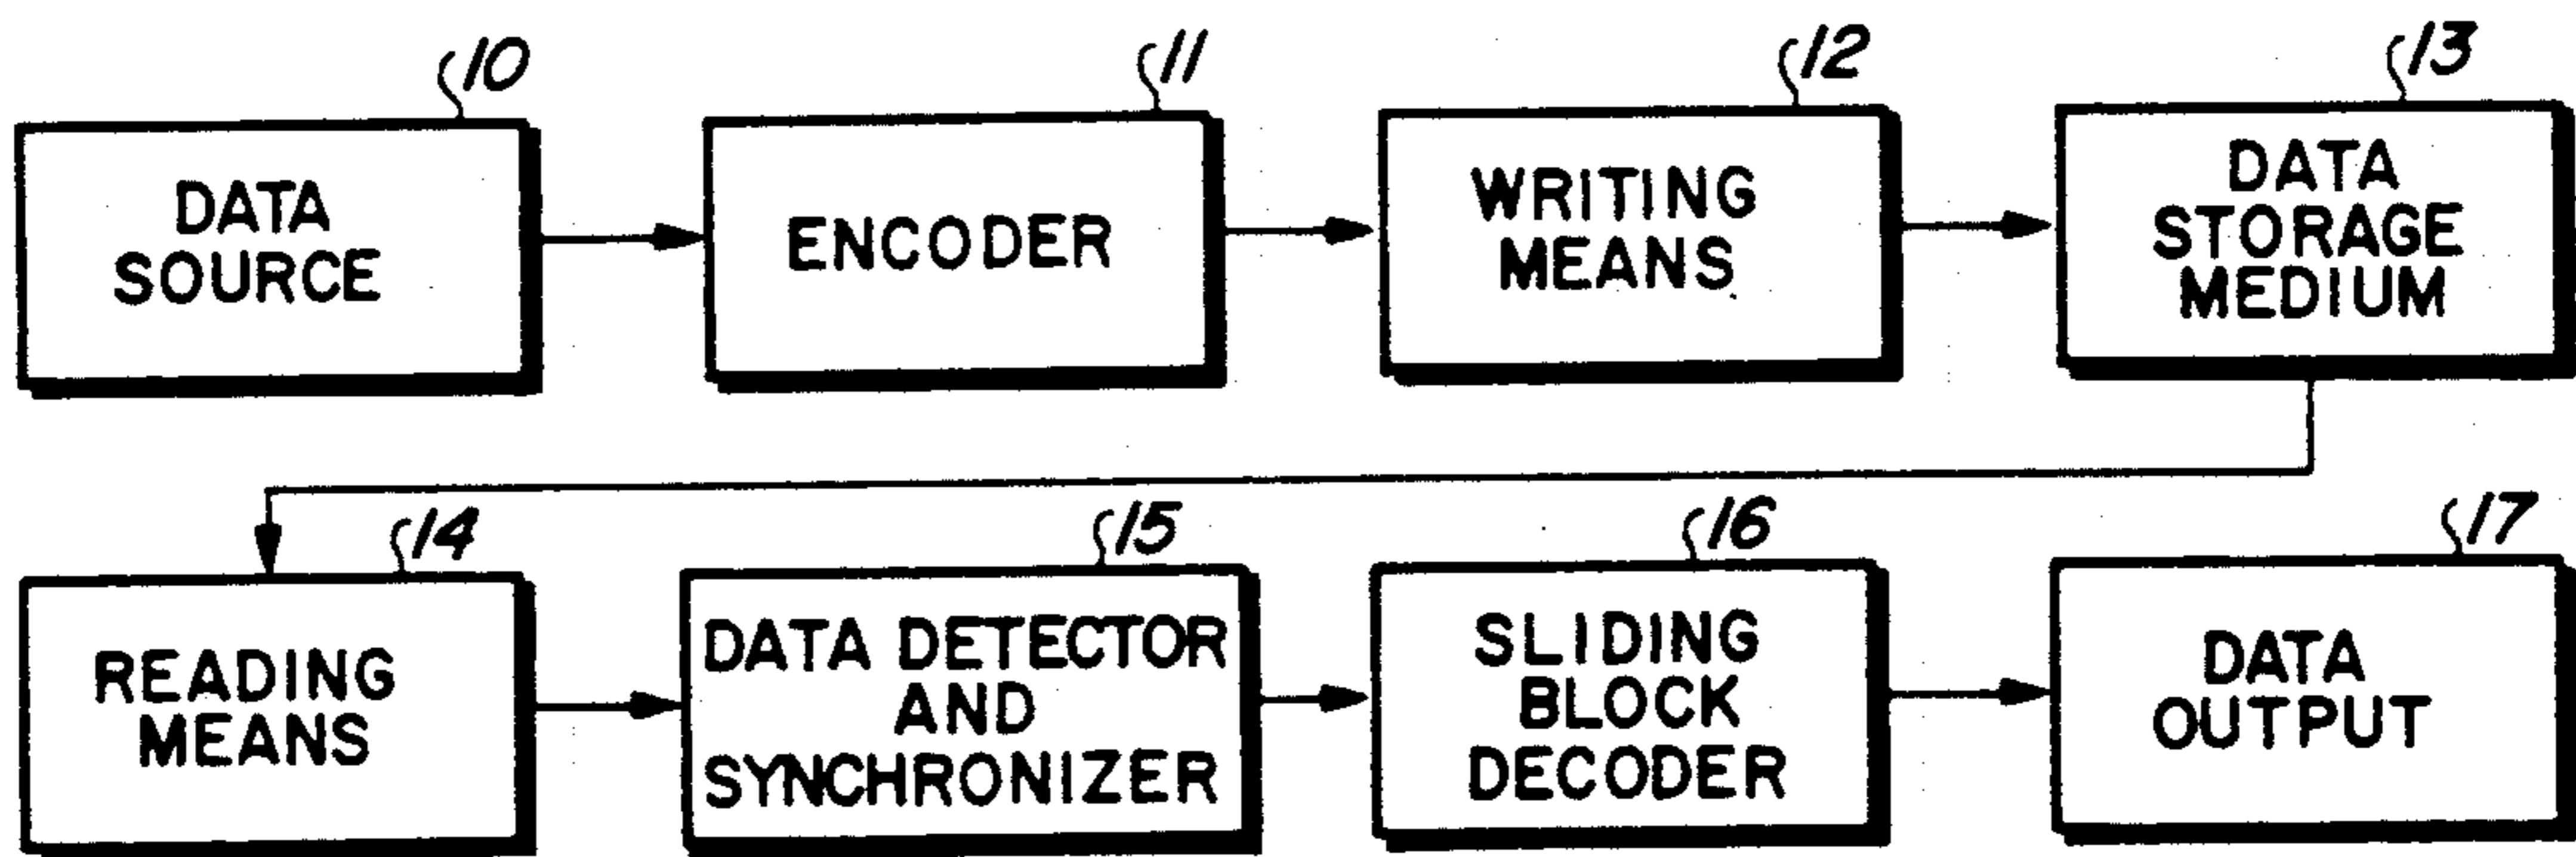 10
DATA
SOURCE
11
ENCODER
12
WRITING
MEANS
13
DATA
STORAGE
MEDIUM
14
READING
MEANS
15
DATA DETECTOR
AND
SYNCHRONIZER
16
SLIDING
BLOCK
DECODER
17
DATA
OUTPUT